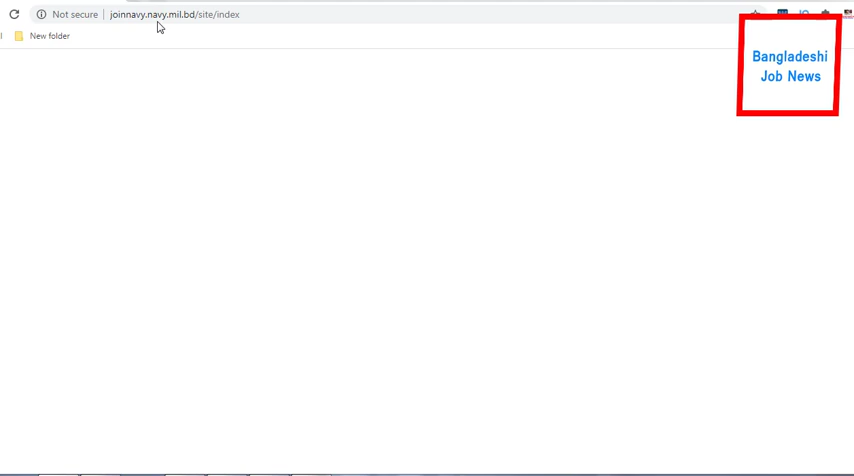 Not secure | joinnavy.navy.mil.bd/site/index
New folder
Bangladeshi
Job News